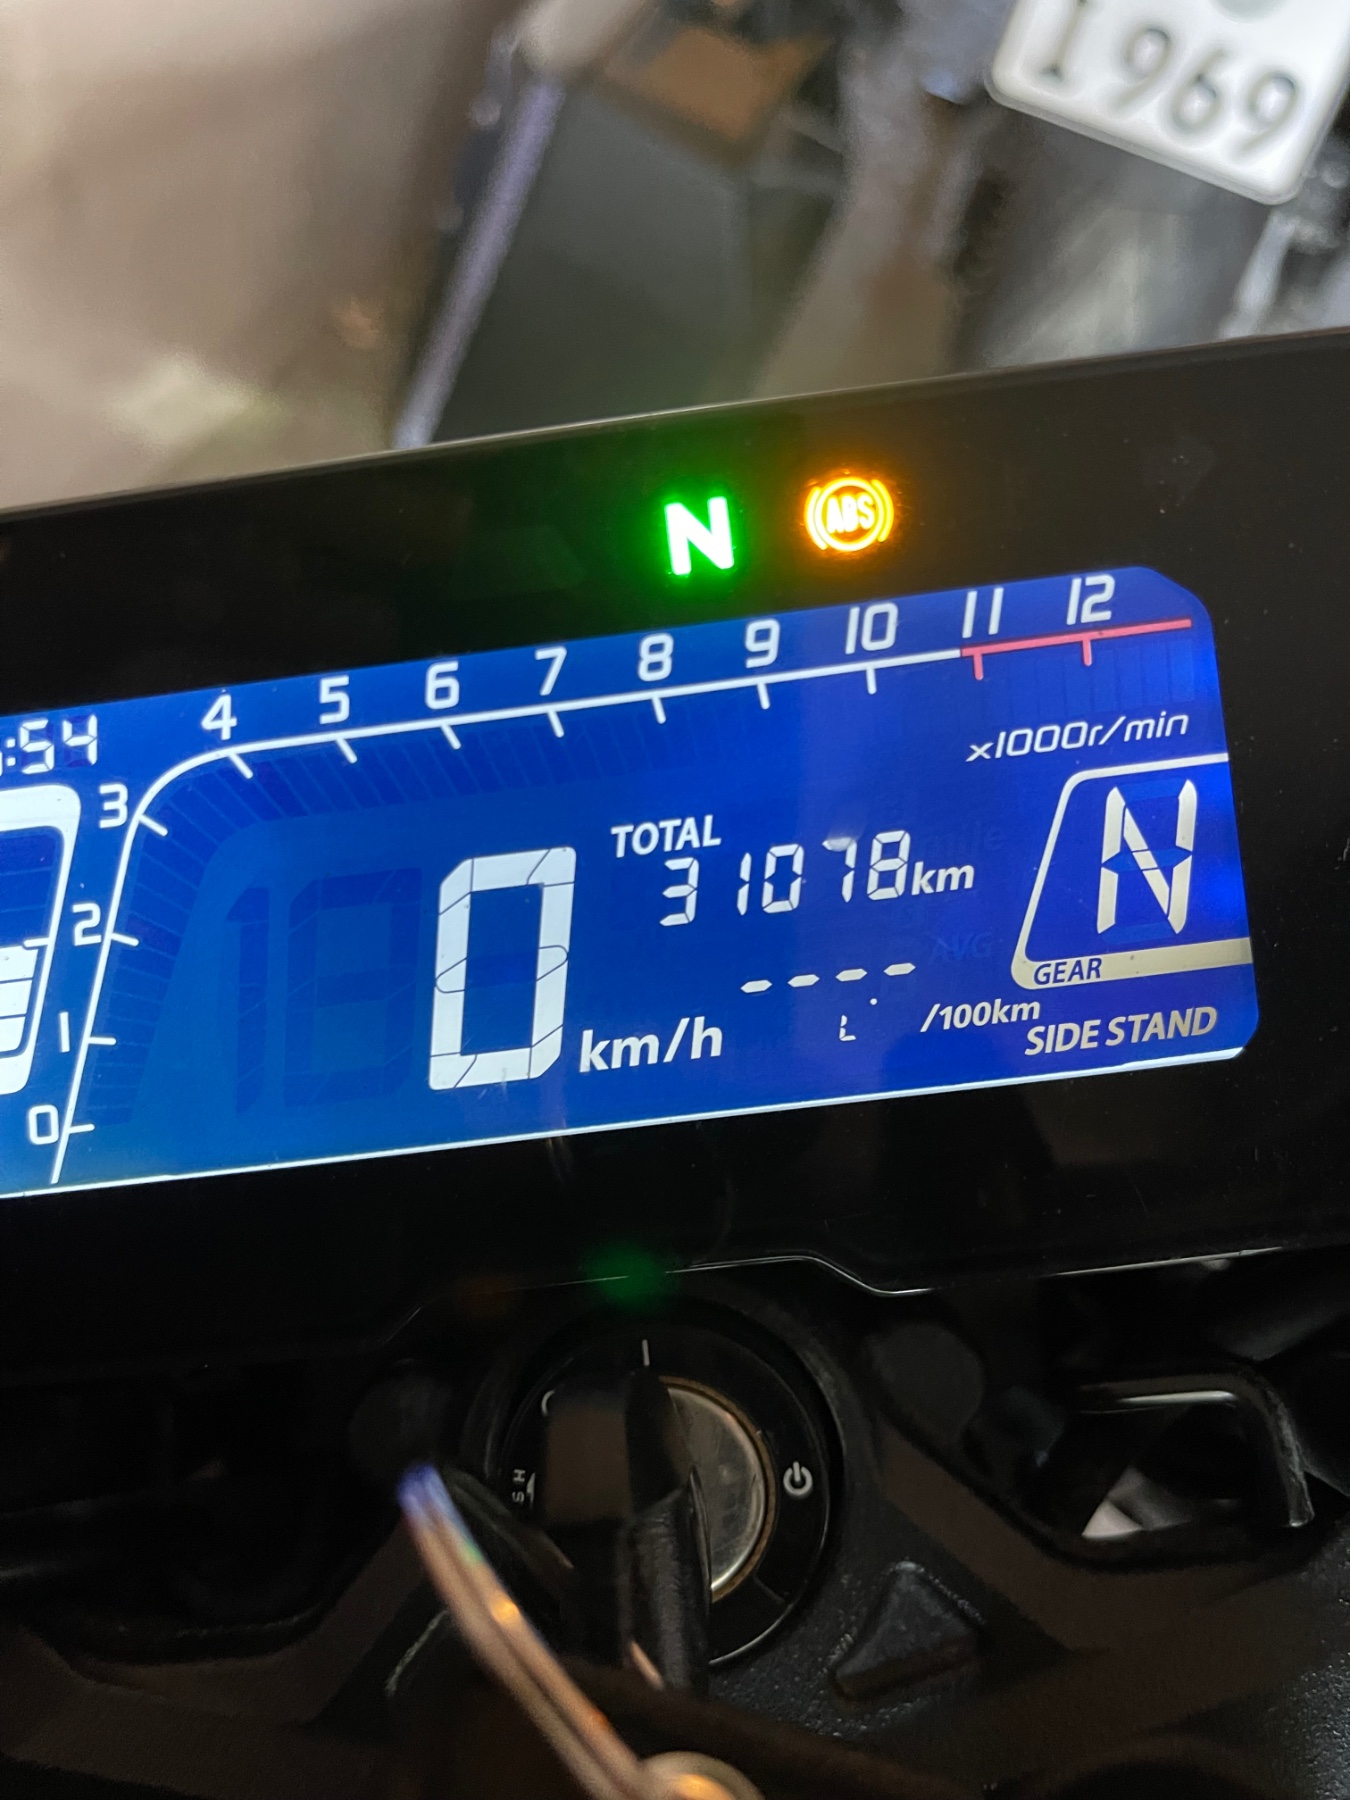 1969
N ABS
:54
4 5 6 7 8 9 10 11 12
x1000r/min
3
2
1
0
TOTAL
31078km
N
----
L /100km
GEAR
0 km/h
SIDE STAND